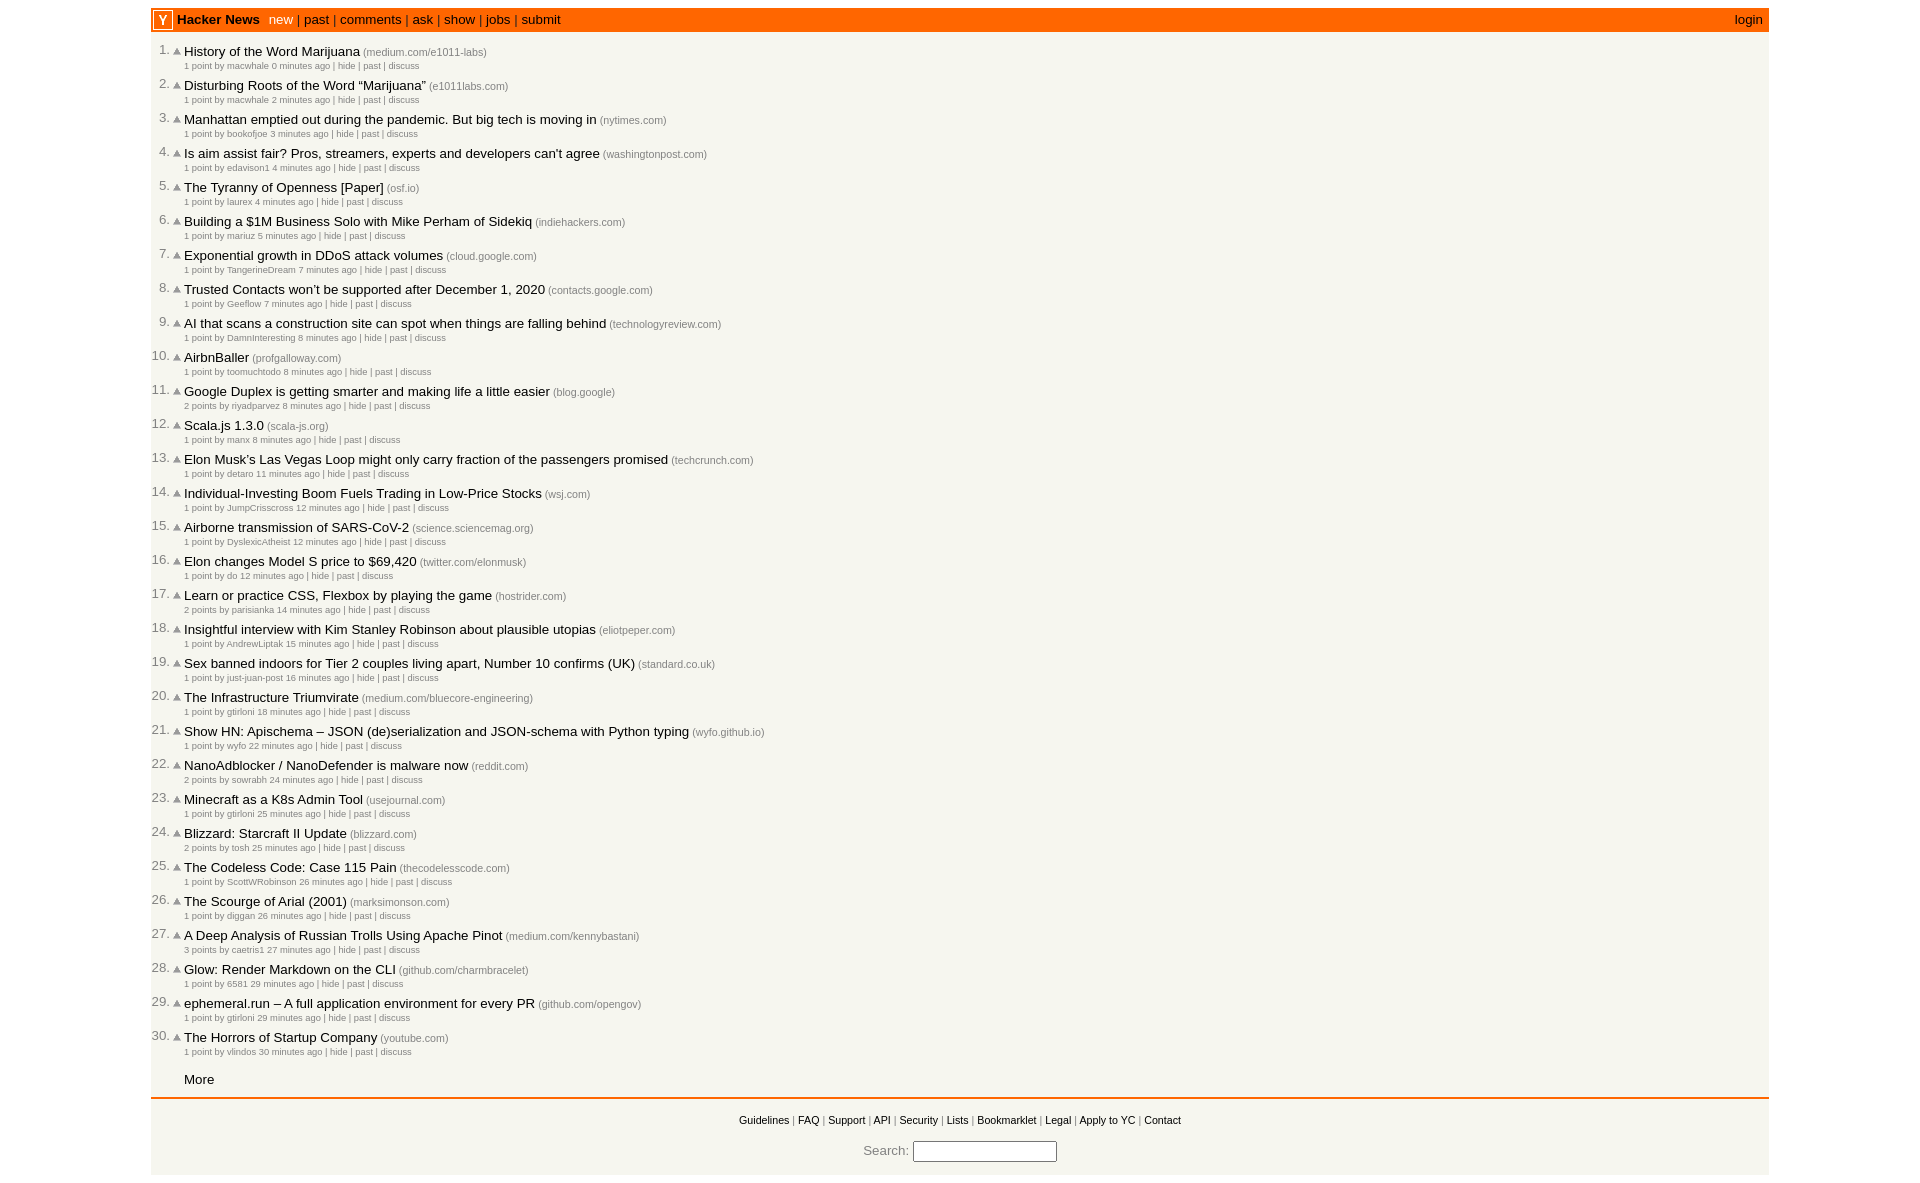 Y Hacker News new | past | comments | ask | show | jobs | submit login
1. History of the Word Marijuana (medium.com/e1011-labs)
1 point by macwhale 0 minutes ago | hide | past | discuss
2. Disturbing Roots of the Word “Marijuana” (e1011labs.com)
1 point by macwhale 2 minutes ago | hide | past | discuss
3. Manhattan emptied out during the pandemic. But big tech is moving in (nytimes.com)
1 point by bookofjoe 3 minutes ago | hide | past | discuss
4. Is aim assist fair? Pros, streamers, experts and developers can't agree (washingtonpost.com)
1 point by edavison1 4 minutes ago | hide | past | discuss
5. The Tyranny of Openness [Paper] (osf.io)
1 point by laurex 4 minutes ago | hide | past | discuss
6. Building a $1M Business Solo with Mike Perham of Sidekiq (indiehackers.com)
1 point by mariuz 5 minutes ago | hide | past | discuss
7. Exponential growth in DDoS attack volumes (cloud.google.com)
1 point by TangerineDream 7 minutes ago | hide | past | discuss
8. Trusted Contacts won’t be supported after December 1, 2020 (contacts.google.com)
1 point by Geeflow 7 minutes ago | hide | past | discuss
9. AI that scans a construction site can spot when things are falling behind (technologyreview.com)
1 point by DamnInteresting 8 minutes ago | hide | past | discuss
10. AirbnBaller (profgalloway.com)
1 point by toomuchtodo 8 minutes ago | hide | past | discuss
11. Google Duplex is getting smarter and making life a little easier (blog.google)
2 points by riyadparvez 8 minutes ago | hide | past | discuss
12. Scala.js 1.3.0 (scala-js.org)
1 point by manx 8 minutes ago | hide | past | discuss
13. Elon Musk’s Las Vegas Loop might only carry fraction of the passengers promised (techcrunch.com)
1 point by detaro 11 minutes ago | hide | past | discuss
14. Individual-Investing Boom Fuels Trading in Low-Price Stocks (wsj.com)
1 point by JumpCrisscross 12 minutes ago | hide | past | discuss
15. Airborne transmission of SARS-CoV-2 (science.sciencemag.org)
1 point by DyslexicAtheist 12 minutes ago | hide | past | discuss
16. Elon changes Model S price to $69,420 (twitter.com/elonmusk)
1 point by do 12 minutes ago | hide | past | discuss
17. Learn or practice CSS, Flexbox by playing the game (hostrider.com)
2 points by parisianka 14 minutes ago | hide | past | discuss
18. Insightful interview with Kim Stanley Robinson about plausible utopias (eliotpeper.com)
1 point by AndrewLiptak 15 minutes ago | hide | past | discuss
19. Sex banned indoors for Tier 2 couples living apart, Number 10 confirms (UK) (standard.co.uk)
1 point by just-juan-post 16 minutes ago | hide | past | discuss
20. The Infrastructure Triumvirate (medium.com/bluecore-engineering)
1 point by gtirloni 18 minutes ago | hide | past | discuss
21. Show HN: Apischema – JSON (de)serialization and JSON-schema with Python typing (wyfo.github.io)
1 point by wyfo 22 minutes ago | hide | past | discuss
22. NanoAdblocker / NanoDefender is malware now (reddit.com)
2 points by sowrabh 24 minutes ago | hide | past | discuss
23. Minecraft as a K8s Admin Tool (usejournal.com)
1 point by gtirloni 25 minutes ago | hide | past | discuss
24. Blizzard: Starcraft II Update (blizzard.com)
2 points by tosh 25 minutes ago | hide | past | discuss
25. The Codeless Code: Case 115 Pain (thecodelesscode.com)
1 point by ScottWRobinson 26 minutes ago | hide | past | discuss
26. The Scourge of Arial (2001) (marksimonson.com)
1 point by diggan 26 minutes ago | hide | past | discuss
27. A Deep Analysis of Russian Trolls Using Apache Pinot (medium.com/kennybastani)
3 points by caetris1 27 minutes ago | hide | past | discuss
28. Glow: Render Markdown on the CLI (github.com/charmbracelet)
1 point by 6581 29 minutes ago | hide | past | discuss
29. ephemeral.run – A full application environment for every PR (github.com/opengov)
1 point by gtirloni 29 minutes ago | hide | past | discuss
30. The Horrors of Startup Company (youtube.com)
1 point by vlindos 30 minutes ago | hide | past | discuss
More
Guidelines | FAQ | Support | API | Security | Lists | Bookmarklet | Legal | Apply to YC | Contact
Search: